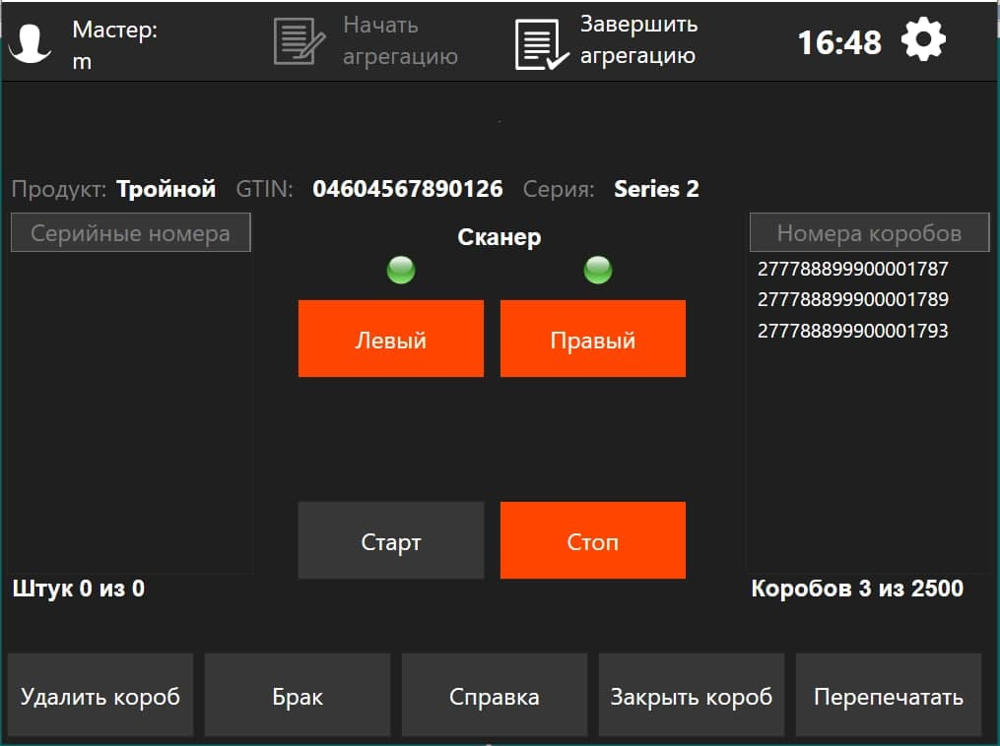 Мастер:
m
Начать
агрегацию
Завершить
агрегацию
16:48
Продукт: Тройной GTIN: 04604567890126 Серия: Series 2
Серийные номера
Сканер
Номера коробов
277788899900001787
277788899900001789
277788899900001793
Левый
Правый
Старт
Стоп
Штук 0 из 0
Коробов 3 из 2500
Удалить короб
Брак
Справка
Закрыть короб
Перепечатать